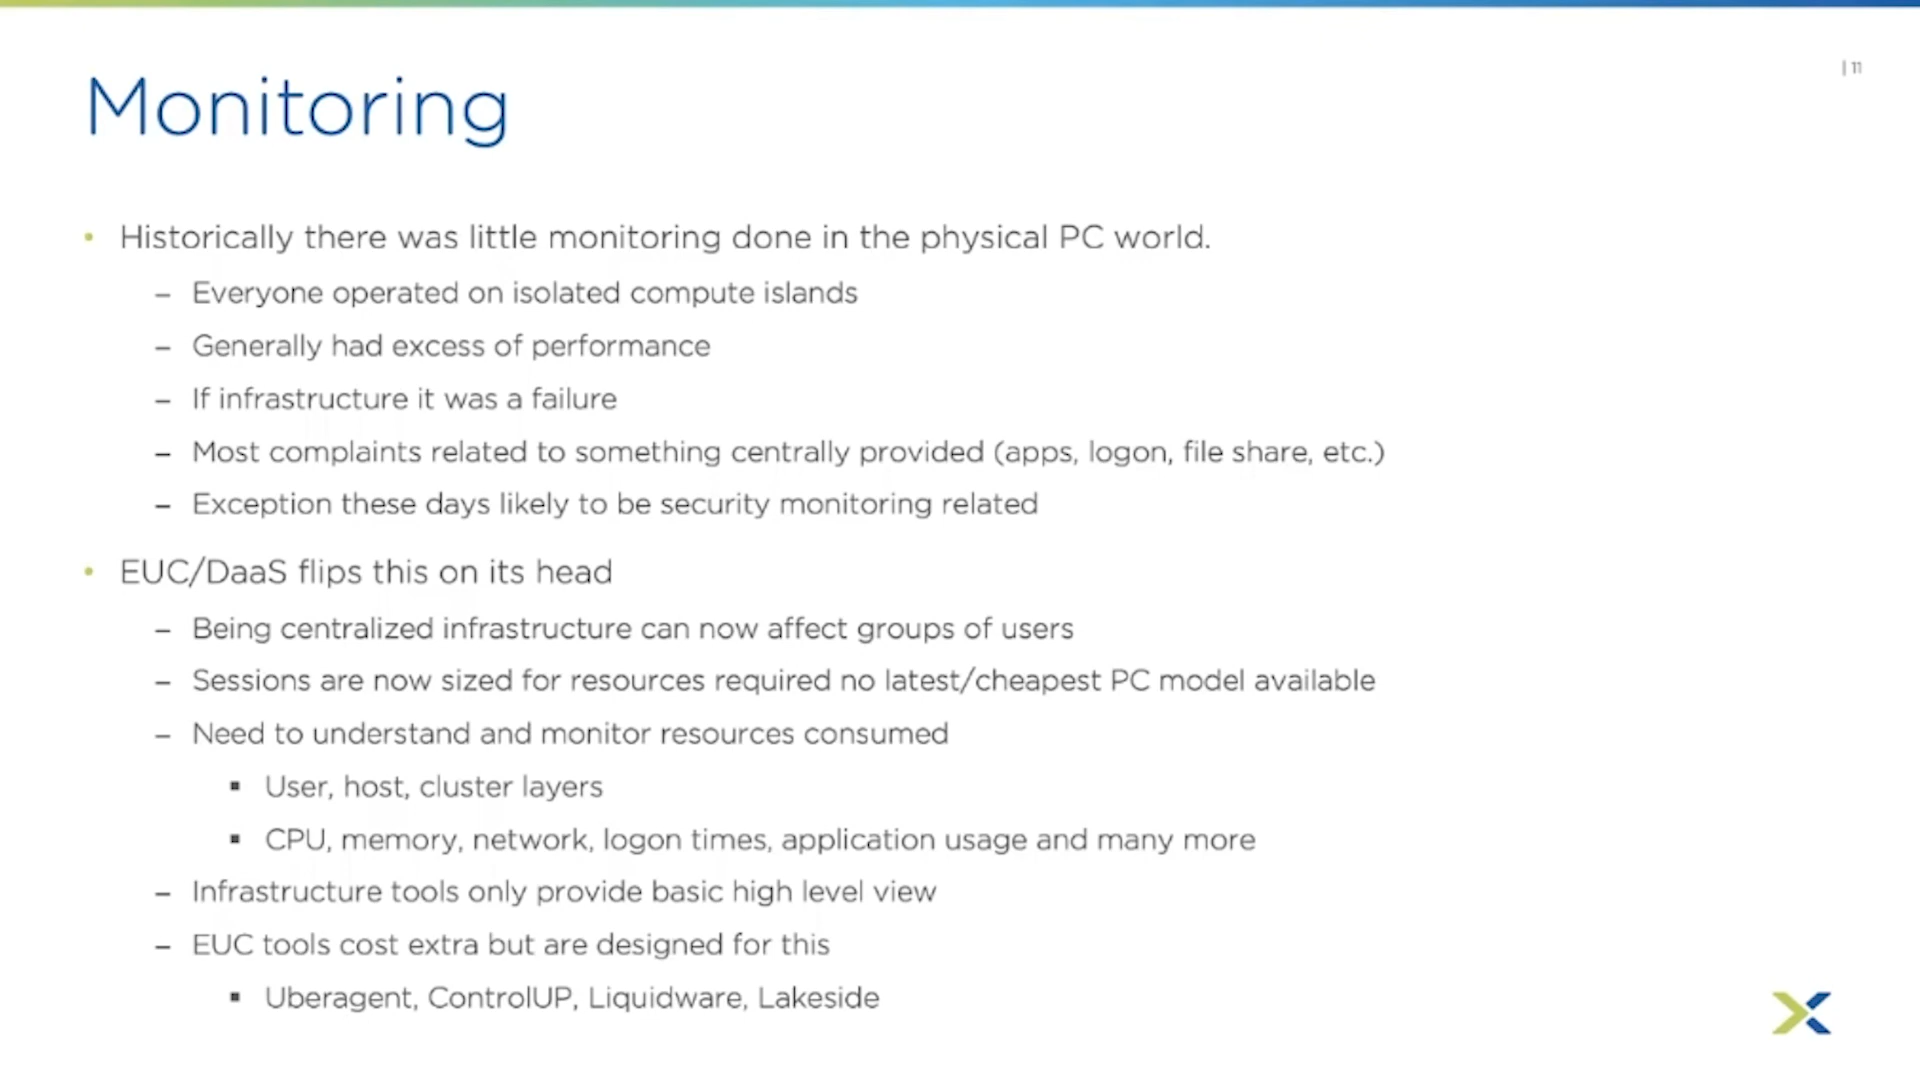 | 11
Monitoring
• Historically there was little monitoring done in the physical PC world.
– Everyone operated on isolated compute islands
– Generally had excess of performance
– If infrastructure it was a failure
– Most complaints related to something centrally provided (apps, logon, file share, etc.)
– Exception these days likely to be security monitoring related
• EUC/DaaS flips this on its head
– Being centralized infrastructure can now affect groups of users
– Sessions are now sized for resources required no latest/cheapest PC model available
– Need to understand and monitor resources consumed
▪ User, host, cluster layers
▪ CPU, memory, network, logon times, application usage and many more
– Infrastructure tools only provide basic high level view
– EUC tools cost extra but are designed for this
▪ Uberagent, ControlUP, Liquidware, Lakeside